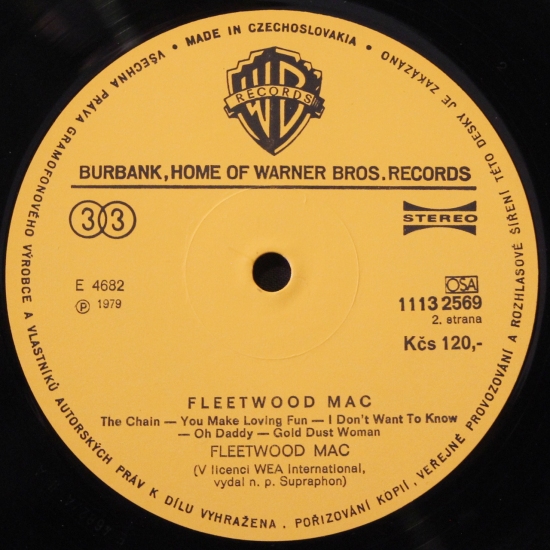 • MADE IN CZECHOSLOVAKIA •
VŠECHNA PRÁVA GRAMOFONOVÉHO VÝROBCE A VLASTNÍKŮ AUTORSKÝCH PRÁV K DÍLU VYHRAŽENA. POŘIZOVÁNÍ KOPIÍ, VEŘEJNÉ PROVOZOVÁNÍ A ROZHLASOVÉ ŠÍŘENÍ TÉTO DESKY JE ZAKÁZÁNO
WB
RECORDS
BURBANK, HOME OF WARNER BROS. RECORDS
33
STEREO
E 4682
℗ 1979
OSA
1113 2569
2. strana
Kčs 120,-
FLEETWOOD MAC
The Chain — You Make Loving Fun — I Don't Want To Know
— Oh Daddy — Gold Dust Woman
FLEETWOOD MAC
(V licenci WEA International,
vydal n. p. Supraphon)